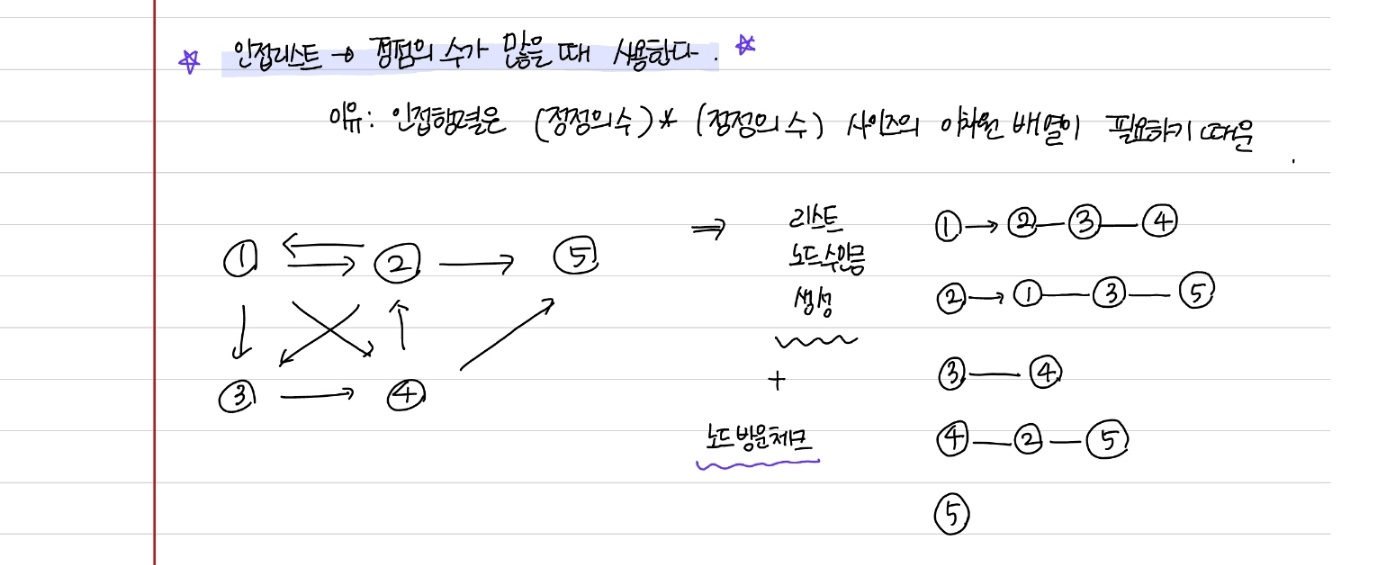 ☆ 인접리스트 → 정점의 수가 많을 때 사용한다. ☆
이유: 인접행렬은 (정점의수)* (정점의 수) 사이즈의 이차원 배열이 필요하기 때문.
① ② ⑤
③ ④
⇒ 리스트
노드수만큼
생성
+
노드방문체크
① → ② — ③ — ④
② → ① — ③ — ⑤
③ — ④
④ — ② — ⑤
⑤